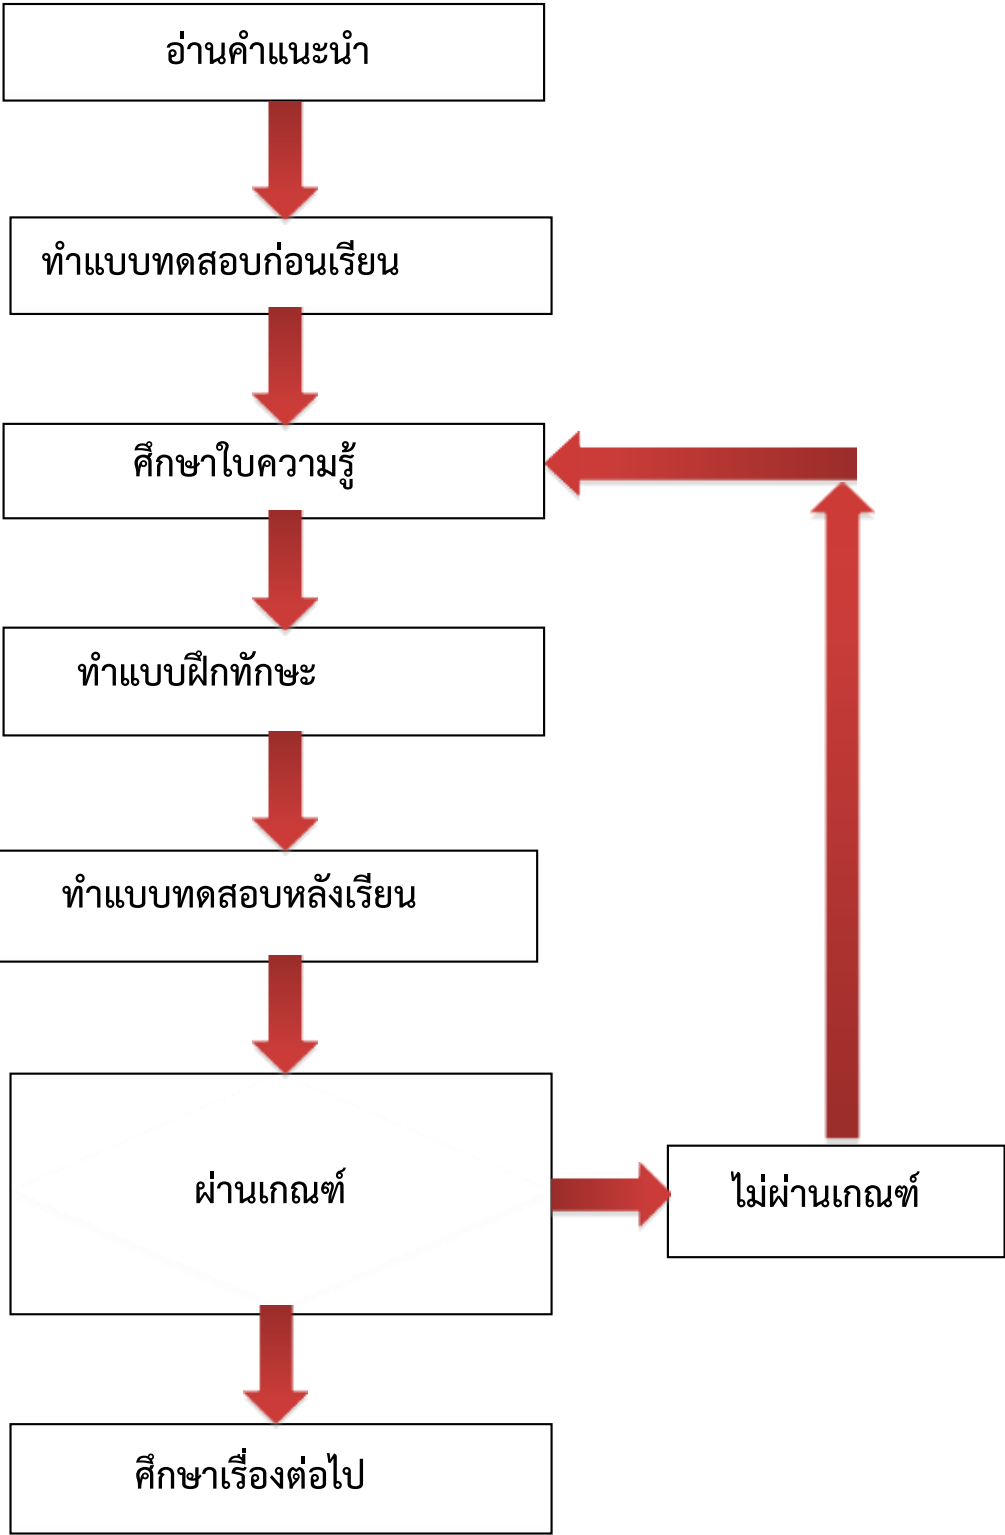 อ่านคำแนะนำ
ทำแบบทดสอบก่อนเรียน
ศึกษาใบความรู้
ทำแบบฝึกทักษะ
ทำแบบทดสอบหลังเรียน
ผ่านเกณฑ์
ไม่ผ่านเกณฑ์
ศึกษาเรื่องต่อไป